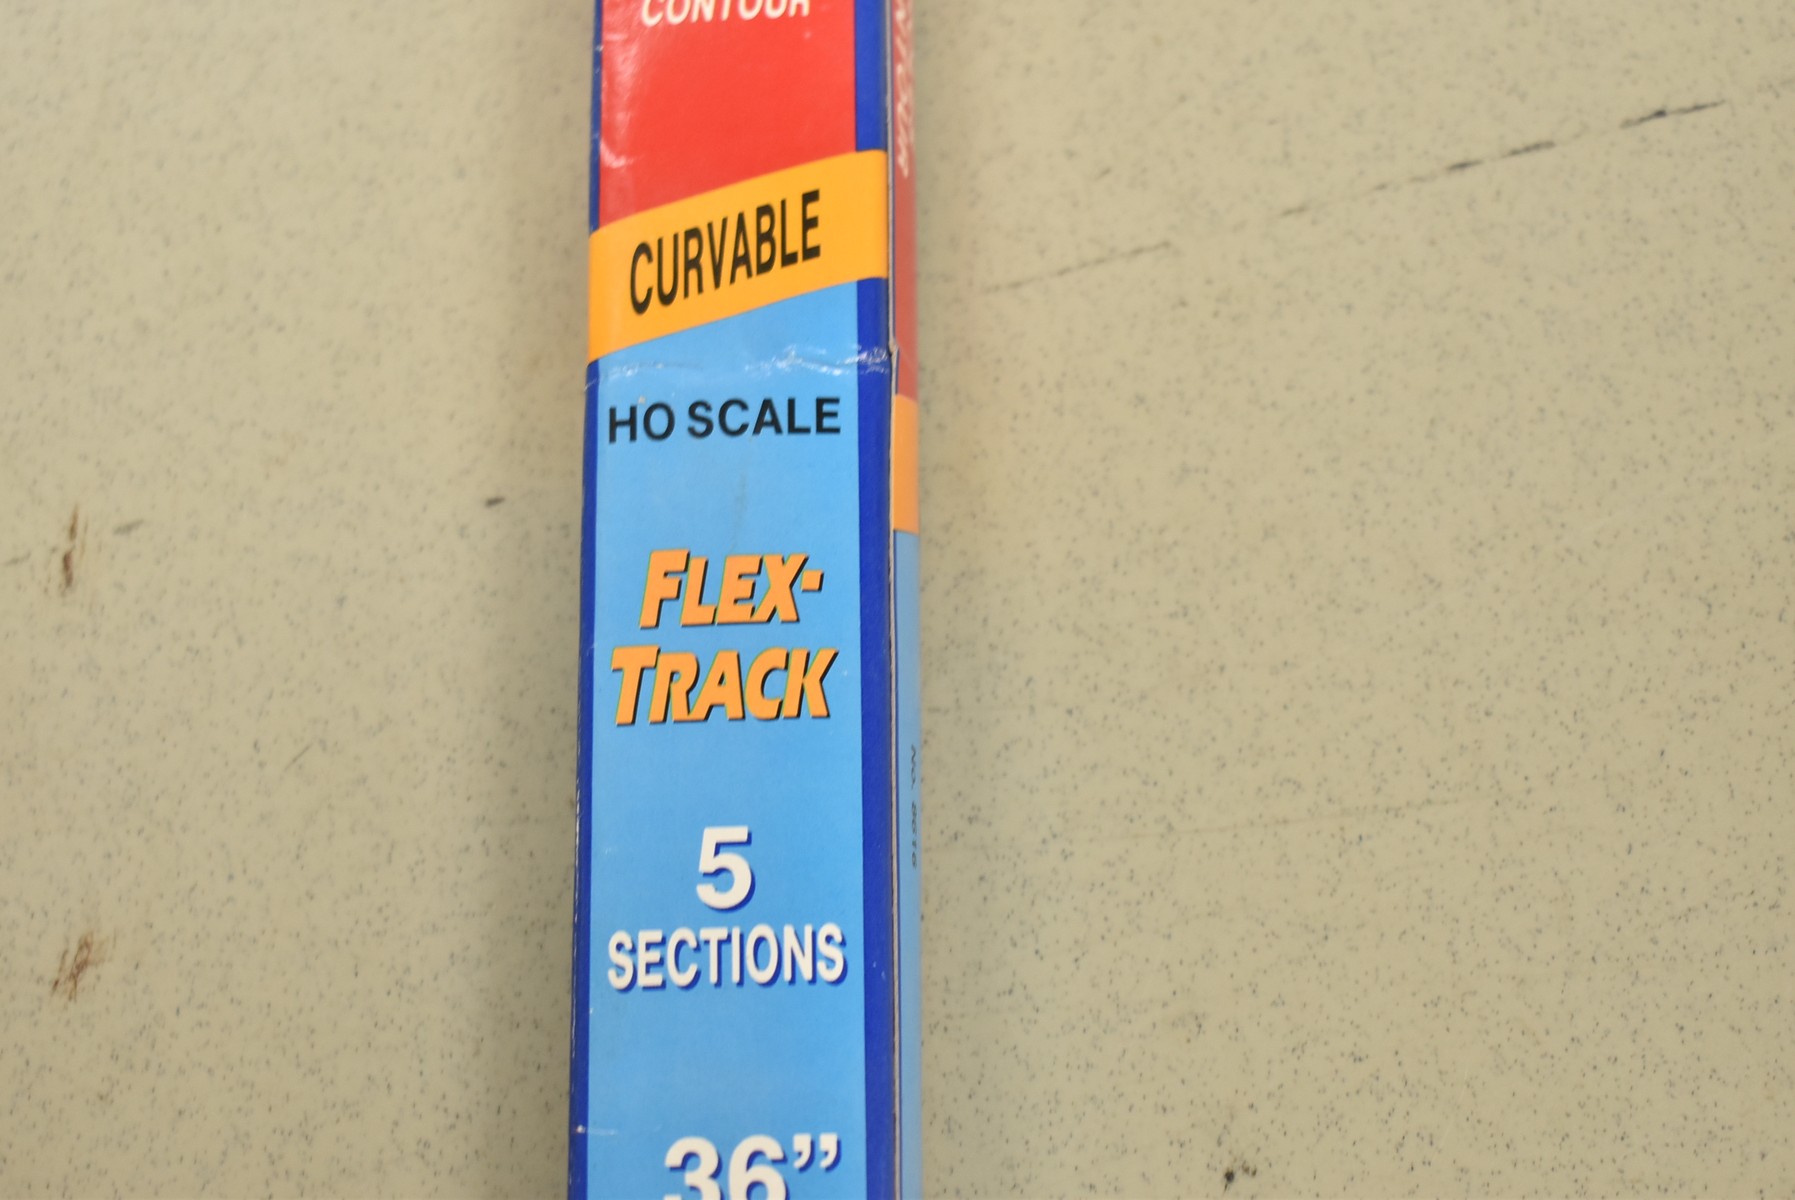 CONTOUR
CURVABLE
HO SCALE
FLEX-
TRACK
5
SECTIONS
36”